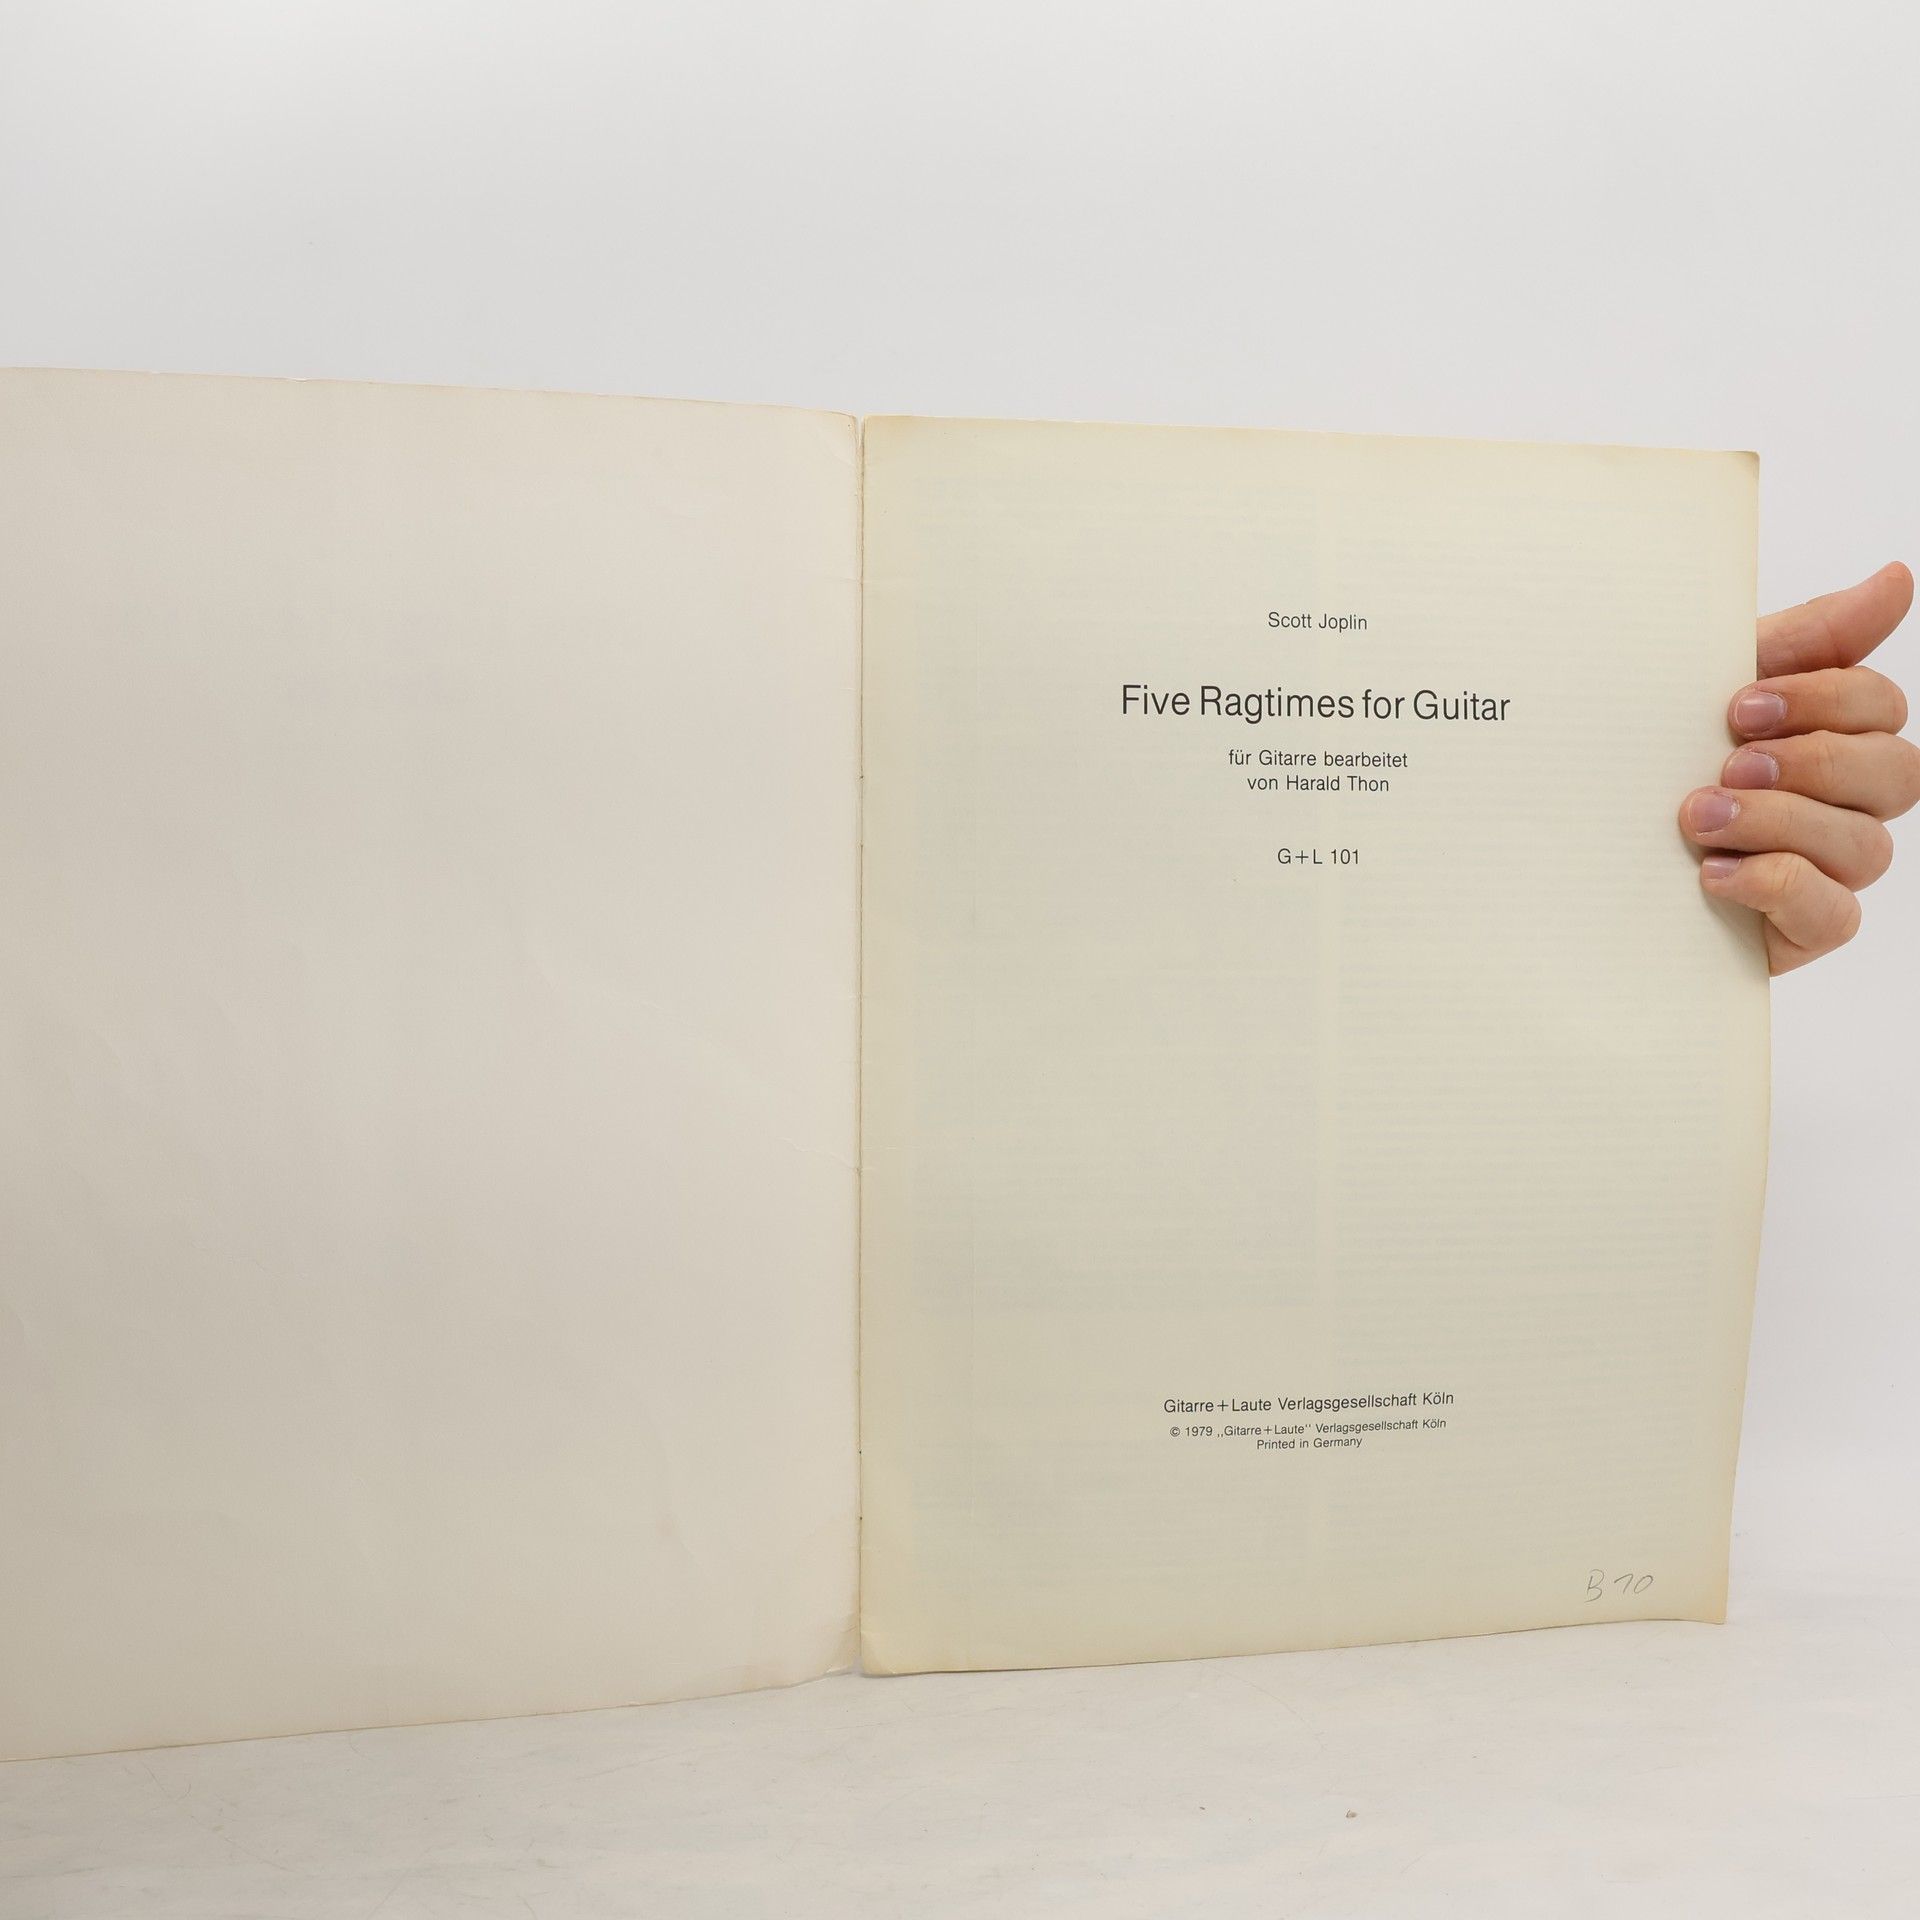 Scott Joplin
Five Ragtimes for Guitar
für Gitarre bearbeitet
von Harald Thon
G+L 101
Gitarre+Laute Verlagsgesellschaft Köln
© 1979 „Gitarre+Laute“ Verlagsgesellschaft Köln
Printed in Germany
B 10